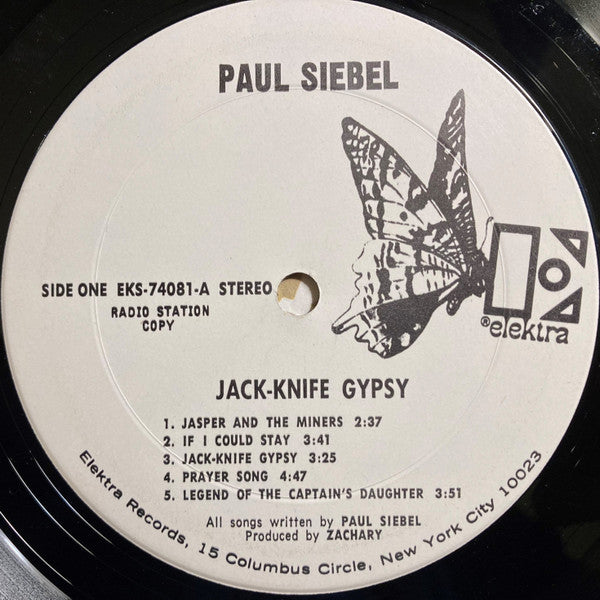 PAUL SIEBEL
SIDE ONE EKS-74081-A STEREO
RADIO STATION
COPY
®elektra
JACK-KNIFE GYPSY
1. JASPER AND THE MINERS 2:37
2. IF I COULD STAY 3:41
3. JACK-KNIFE GYPSY 3:25
4. PRAYER SONG 4:47
5. LEGEND OF THE CAPTAIN'S DAUGHTER 3:51
All songs written by PAUL SIEBEL
Produced by ZACHARY
Elektra Records, 15 Columbus Circle, New York City 10023